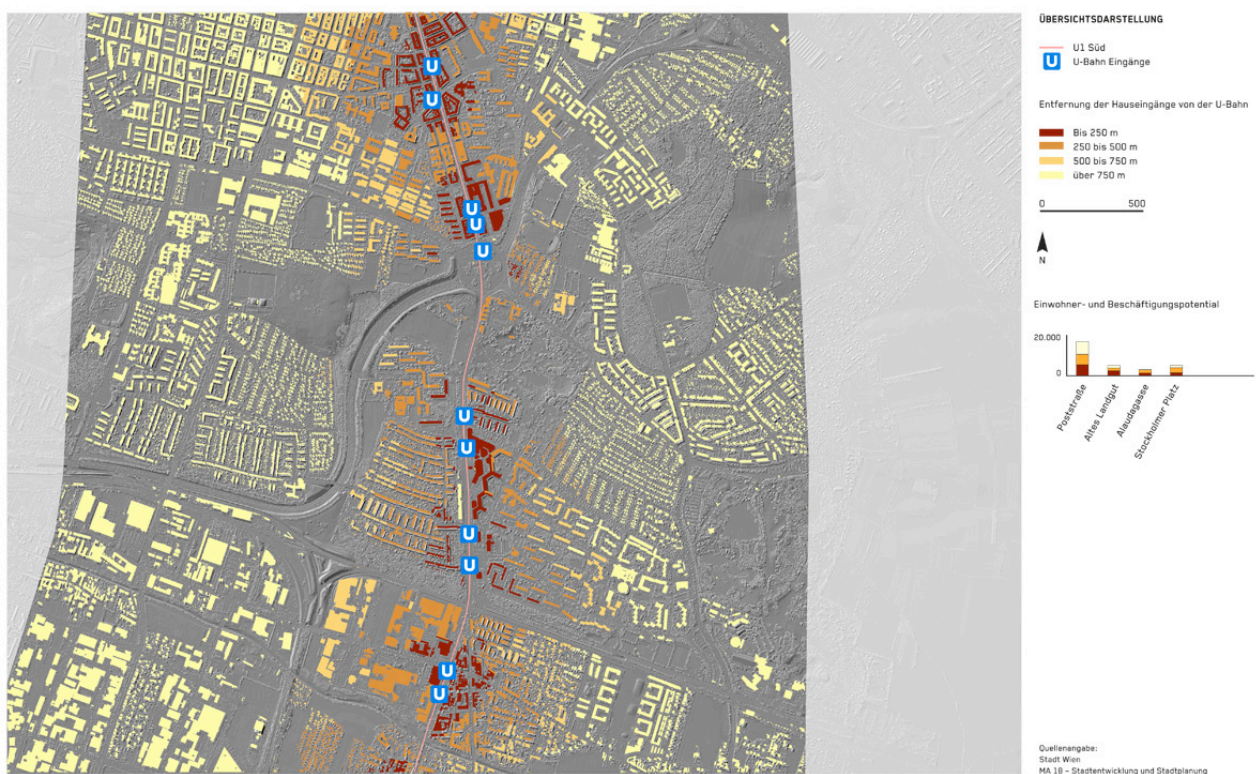 ÜBERSICHTSDARSTELLUNG
U1 Süd
U
U-Bahn Eingänge
Entfernung der Hauseingänge von der U-Bahn
Bis 250 m
250 bis 500 m
500 bis 750 m
über 750 m
0 500
N
Einwohner- und Beschäftigungspotential
20.000
0
Poststraße
Altes Landgut
Alaudagasse
Stockholmer Platz
U
U
U
U
U
U
U
U
U
U
U
Quellenangabe:
Stadt Wien
MA 18 – Stadtentwicklung und Stadtplanung